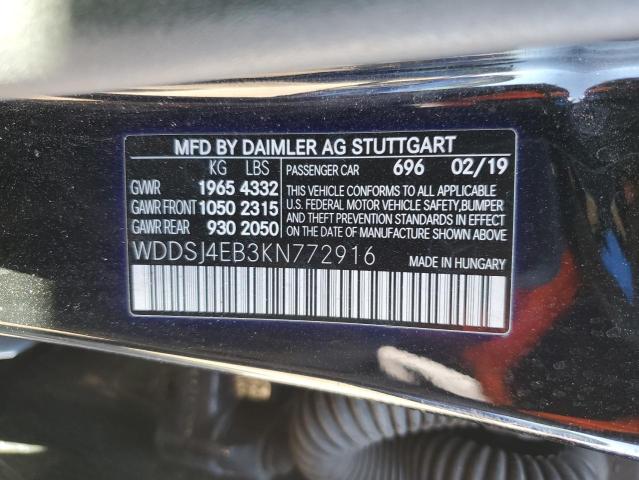 MFD BY DAIMLER AG STUTTGART
KG LBS PASSENGER CAR 696 02/19
GVWR 1965 4332 THIS VEHICLE CONFORMS TO ALL APPLICABLE
GAWR FRONT 1050 2315 U.S. FEDERAL MOTOR VEHICLE SAFETY,BUMPER,
GAWR REAR 930 2050 AND THEFT PREVENTION STANDARDS IN EFFECT
ON THE DATE OF MANUFACTURE SHOWN ABOVE
WDDSJ4EB3KN772916 MADE IN HUNGARY